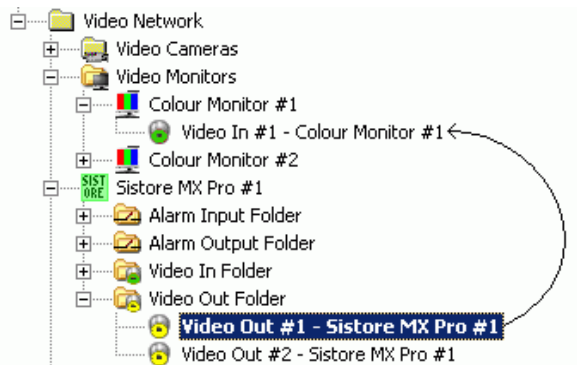 Video Network
Video Cameras
Video Monitors
Colour Monitor #1
Video In #1 - Colour Monitor #1
Colour Monitor #2
SIST
ORE Sistore MX Pro #1
Alarm Input Folder
Alarm Output Folder
Video In Folder
Video Out Folder
Video Out #1 - Sistore MX Pro #1
Video Out #2 - Sistore MX Pro #1